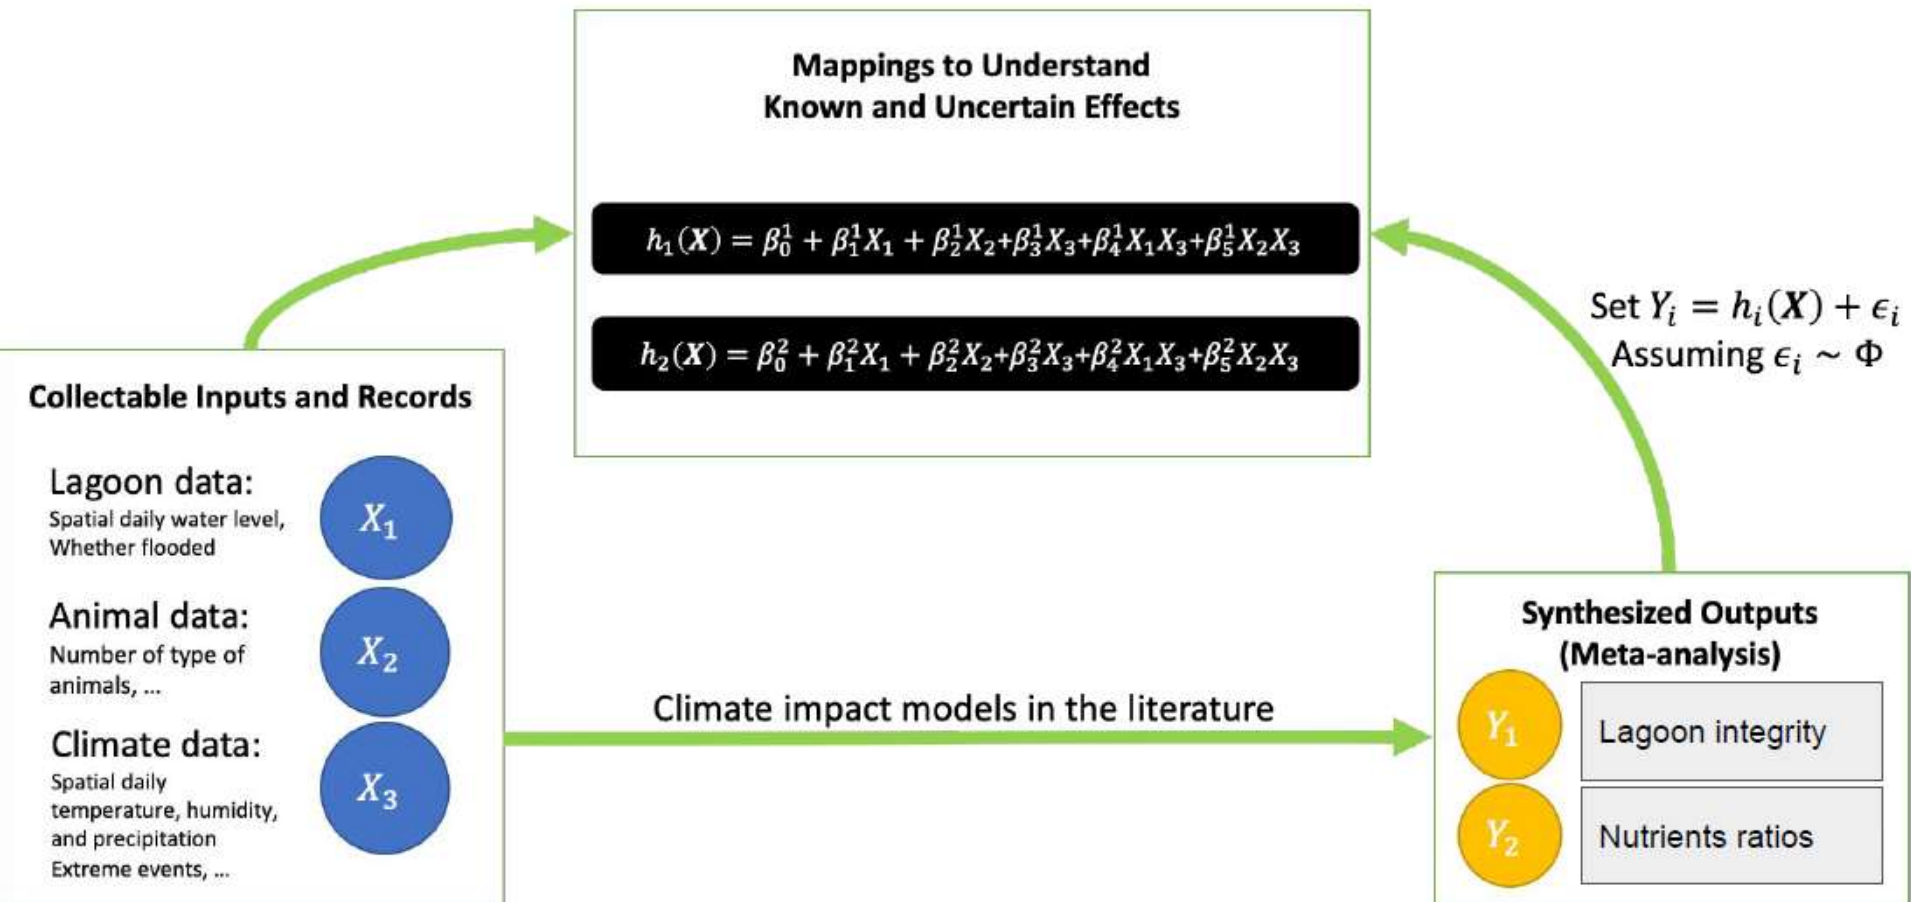 Mappings to Understand
Known and Uncertain Effects
h₁(X) = β₀¹ + β₁¹X₁ + β₂¹X₂+β₃¹X₃+β₄¹X₁X₃+β₅¹X₂X₃
h₂(X) = β₀² + β₁²X₁ + β₂²X₂+β₃²X₃+β₄²X₁X₃+β₅²X₂X₃
Set Yᵢ = hᵢ(X) + ϵᵢ
Assuming ϵᵢ ~ Φ
Collectable Inputs and Records
Lagoon data:
Spatial daily water level,
Whether flooded
X₁
Animal data:
Number of type of
animals, ...
X₂
Climate data:
Spatial daily
temperature, humidity,
and precipitation
Extreme events, ...
X₃
Climate impact models in the literature
Synthesized Outputs
(Meta-analysis)
Y₁
Lagoon integrity
Y₂
Nutrients ratios